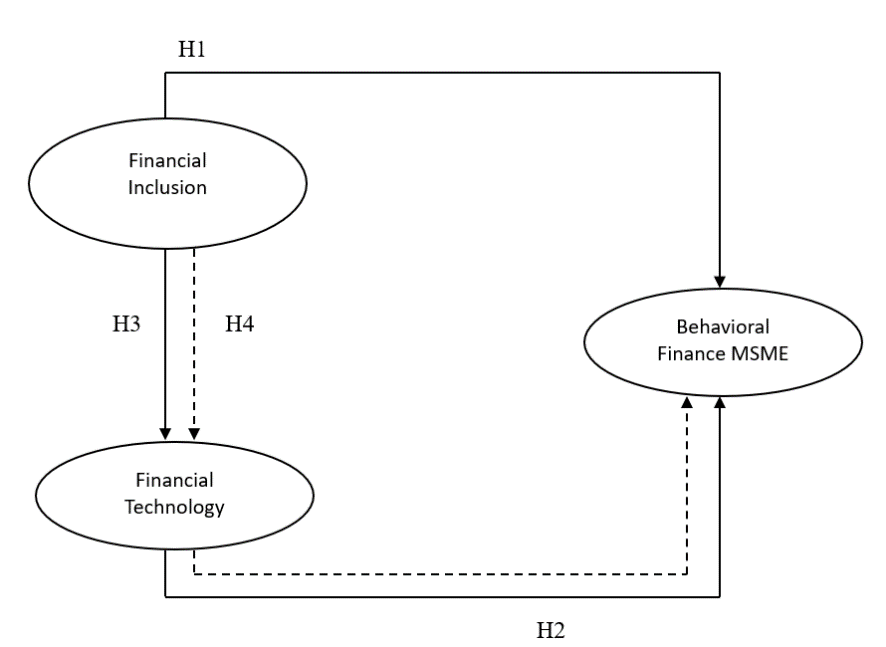 H1
Financial
Inclusion
H3
H4
Behavioral
Finance MSME
Financial
Technology
H2